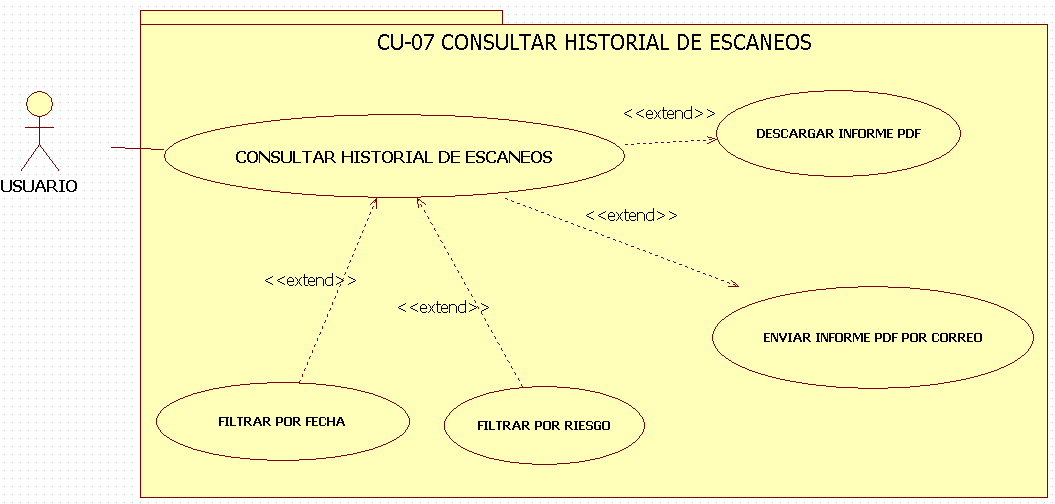 CU-07 CONSULTAR HISTORIAL DE ESCANEOS
<<extend>>
DESCARGAR INFORME PDF
CONSULTAR HISTORIAL DE ESCANEOS
USUARIO
<<extend>>
<<extend>>
<<extend>>
ENVIAR INFORME PDF POR CORREO
FILTRAR POR FECHA
FILTRAR POR RIESGO